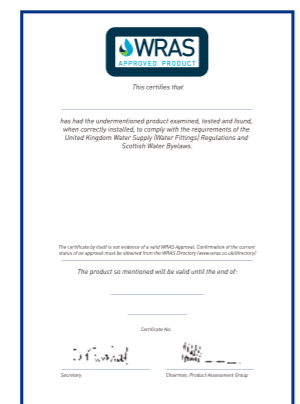 WRAS
APPROVED PRODUCT
This certifies that
has had the undermentioned product examined, tested and found,
when correctly installed, to comply with the requirements of the
United Kingdom Water Supply (Water Fittings) Regulations and
Scottish Water Byelaws.
The certificate by itself is not evidence of a valid WRAS Approval. Confirmation of the current
status of an approval must be obtained from the WRAS Directory (www.wras.co.uk/directory)
The product so mentioned will be valid until the end of:
Certificate No.
Secretary
Chairman, Product Assessment Group